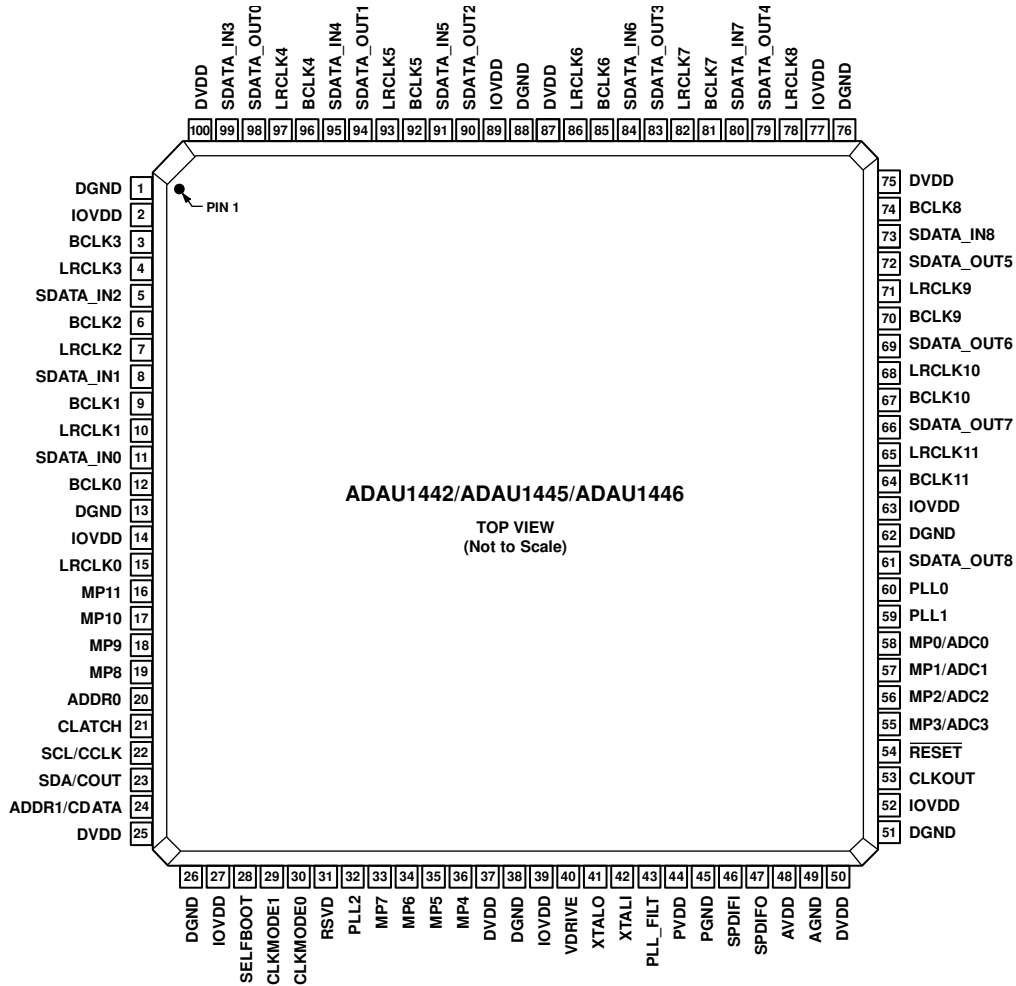 DVDD
SDATA_IN3
SDATA_OUT0
LRCLK4
BCLK4
SDATA_IN4
SDATA_OUT1
LRCLK5
BCLK5
SDATA_IN5
SDATA_OUT2
IOVDD
DGND
DVDD
LRCLK6
BCLK6
SDATA_IN6
SDATA_OUT3
LRCLK7
BCLK7
SDATA_IN7
SDATA_OUT4
LRCLK8
IOVDD
DGND
100 99 98 97 96 95 94 93 92 91 90 89 88 87 86 85 84 83 82 81 80 79 78 77 76
DGND 1
IOVDD 2
BCLK3 3
LRCLK3 4
SDATA_IN2 5
BCLK2 6
LRCLK2 7
SDATA_IN1 8
BCLK1 9
LRCLK1 10
SDATA_IN0 11
BCLK0 12
DGND 13
IOVDD 14
LRCLK0 15
MP11 16
MP10 17
MP9 18
MP8 19
ADDR0 20
CLATCH 21
SCL/CCLK 22
SDA/COUT 23
ADDR1/CDATA 24
DVDD 25
PIN 1
ADAU1442/ADAU1445/ADAU1446
TOP VIEW
(Not to Scale)
75 DVDD
74 BCLK8
73 SDATA_IN8
72 SDATA_OUT5
71 LRCLK9
70 BCLK9
69 SDATA_OUT6
68 LRCLK10
67 BCLK10
66 SDATA_OUT7
65 LRCLK11
64 BCLK11
63 IOVDD
62 DGND
61 SDATA_OUT8
60 PLL0
59 PLL1
58 MP0/ADC0
57 MP1/ADC1
56 MP2/ADC2
55 MP3/ADC3
54 RESET
53 CLKOUT
52 IOVDD
51 DGND
26 27 28 29 30 31 32 33 34 35 36 37 38 39 40 41 42 43 44 45 46 47 48 49 50
DGND
IOVDD
SELFBOOT
CLKMODE1
CLKMODE0
RSVD
PLL2
MP7
MP6
MP5
MP4
DVDD
DGND
IOVDD
VDRIVE
XTALO
XTALI
PLL_FILT
PVDD
PGND
SPDIFI
SPDIFO
AVDD
AGND
DVDD